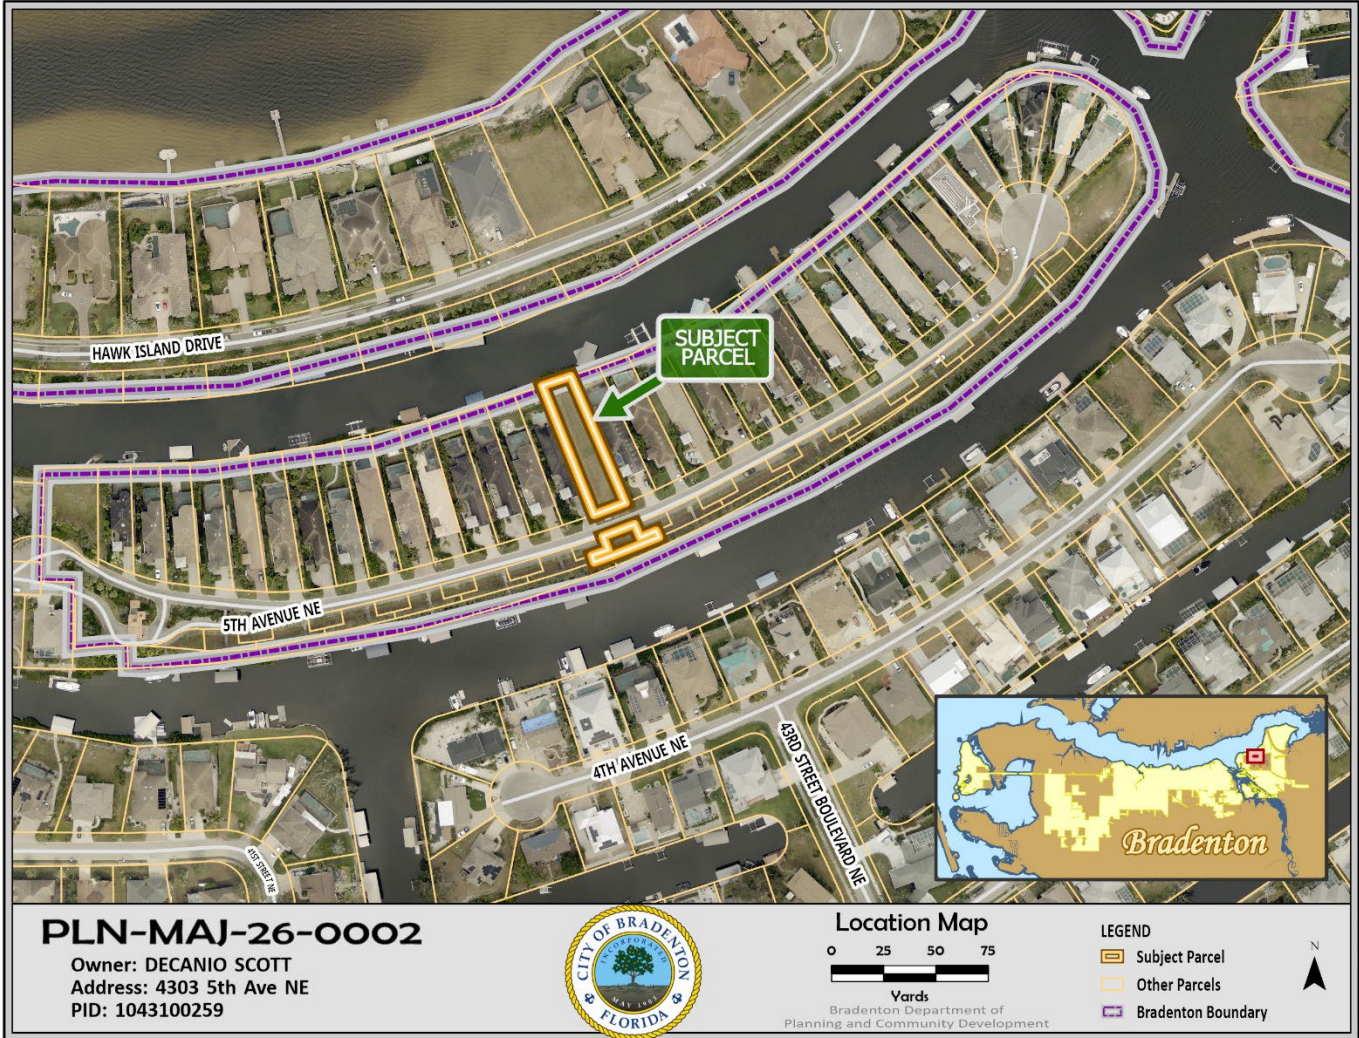 SUBJECT
PARCEL
HAWK ISLAND DRIVE
5TH AVENUE NE
4TH AVENUE NE
43RD STREET BOULEVARD NE
41ST STREET NE
Bradenton
PLN-MAJ-26-0002
Owner: DECANIO SCOTT
Address: 4303 5th Ave NE
PID: 1043100259
CITY OF BRADENTON
INCORPORATED
MAY 1903
FLORIDA
Location Map
0 25 50 75
Yards
Bradenton Department of
Planning and Community Development
LEGEND
Subject Parcel
Other Parcels
Bradenton Boundary
N